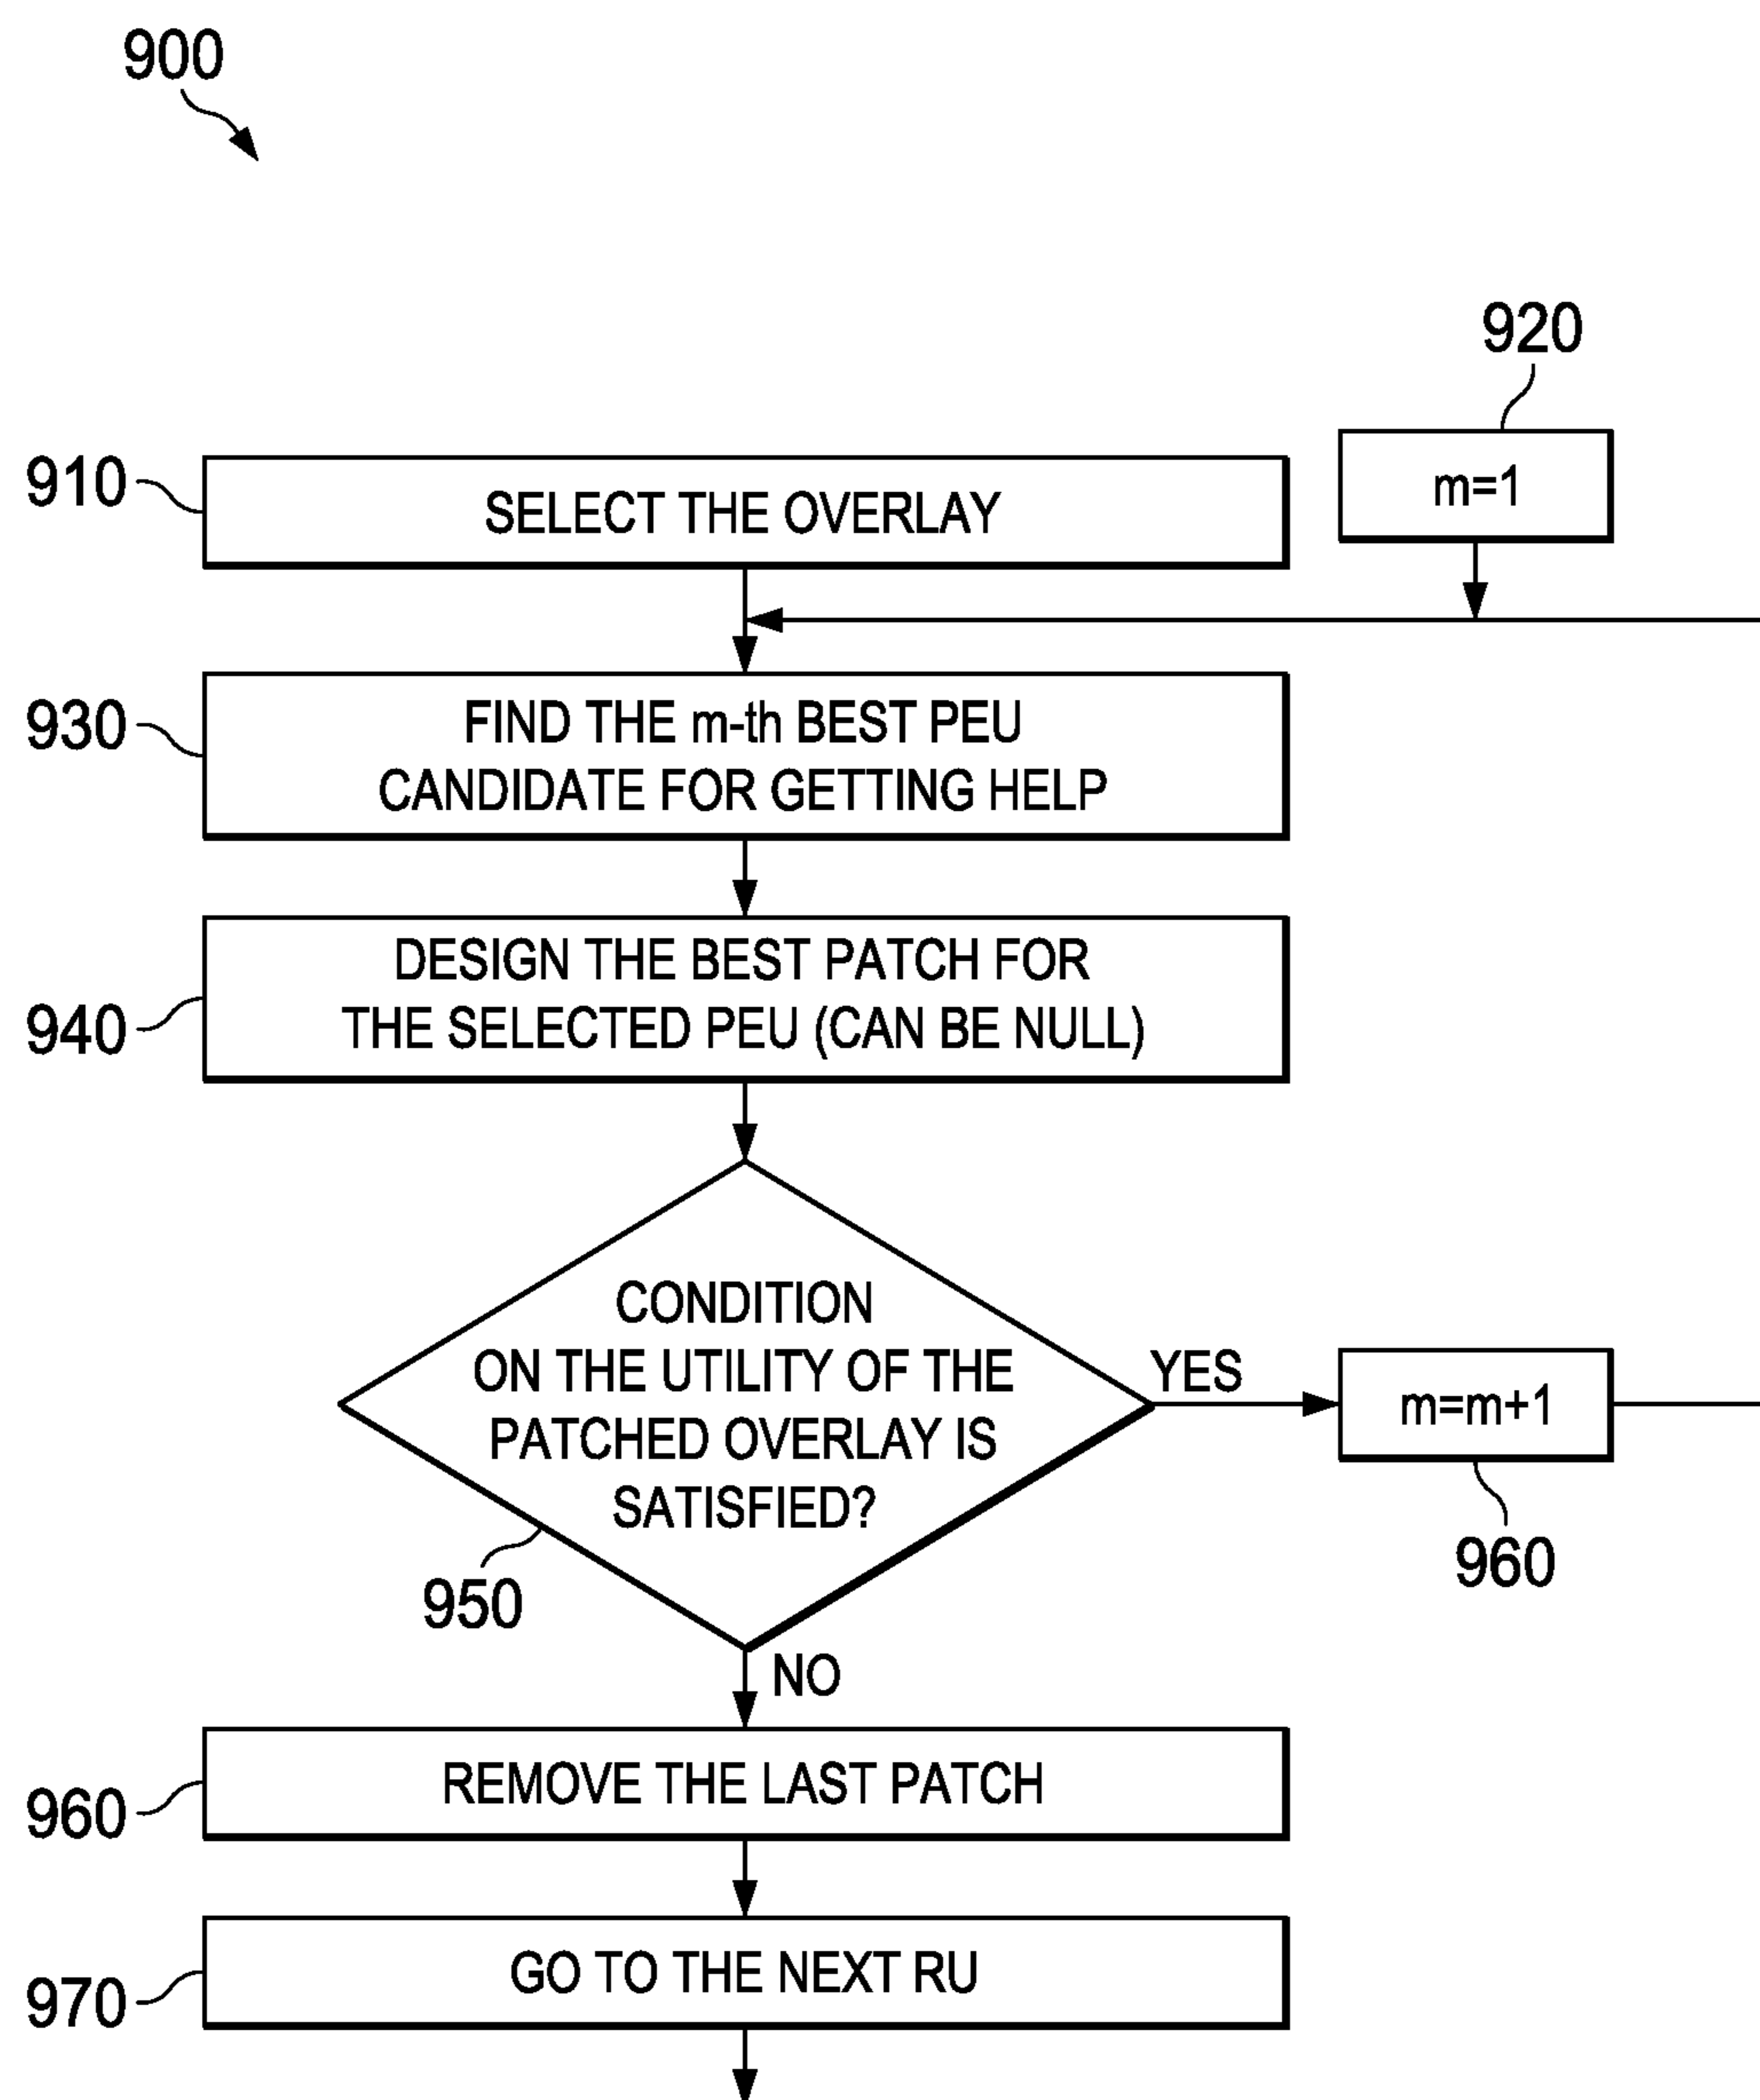 900
920
910
SELECT THE OVERLAY
m=1
930
FIND THE m-th BEST PEU
CANDIDATE FOR GETTING HELP
940
DESIGN THE BEST PATCH FOR
THE SELECTED PEU (CAN BE NULL)
CONDITION
ON THE UTILITY OF THE
PATCHED OVERLAY IS
SATISFIED?
YES
m=m+1
950
960
NO
960
REMOVE THE LAST PATCH
970
GO TO THE NEXT RU